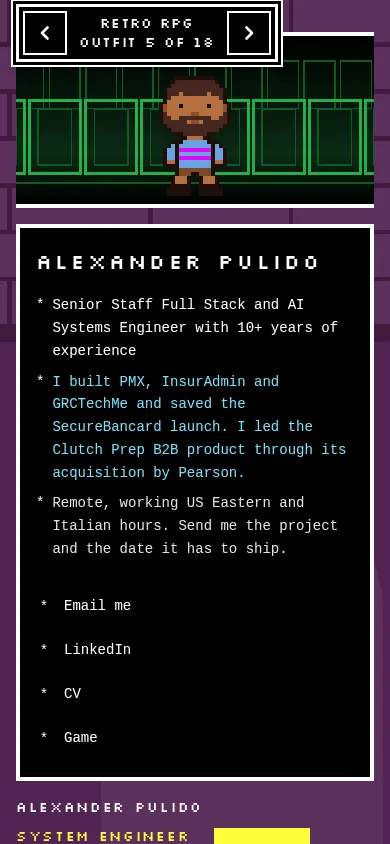 RETRO RPG
OUTFIT 5 OF 18
ALEXANDER PULIDO
* Senior Staff Full Stack and AI
Systems Engineer with 10+ years of
experience
* I built PMX, InsurAdmin and
GRCTechMe and saved the
SecureBancard launch. I led the
Clutch Prep B2B product through its
acquisition by Pearson.
* Remote, working US Eastern and
Italian hours. Send me the project
and the date it has to ship.
* Email me
* LinkedIn
* CV
* Game
ALEXANDER PULIDO
SYSTEM ENGINEER